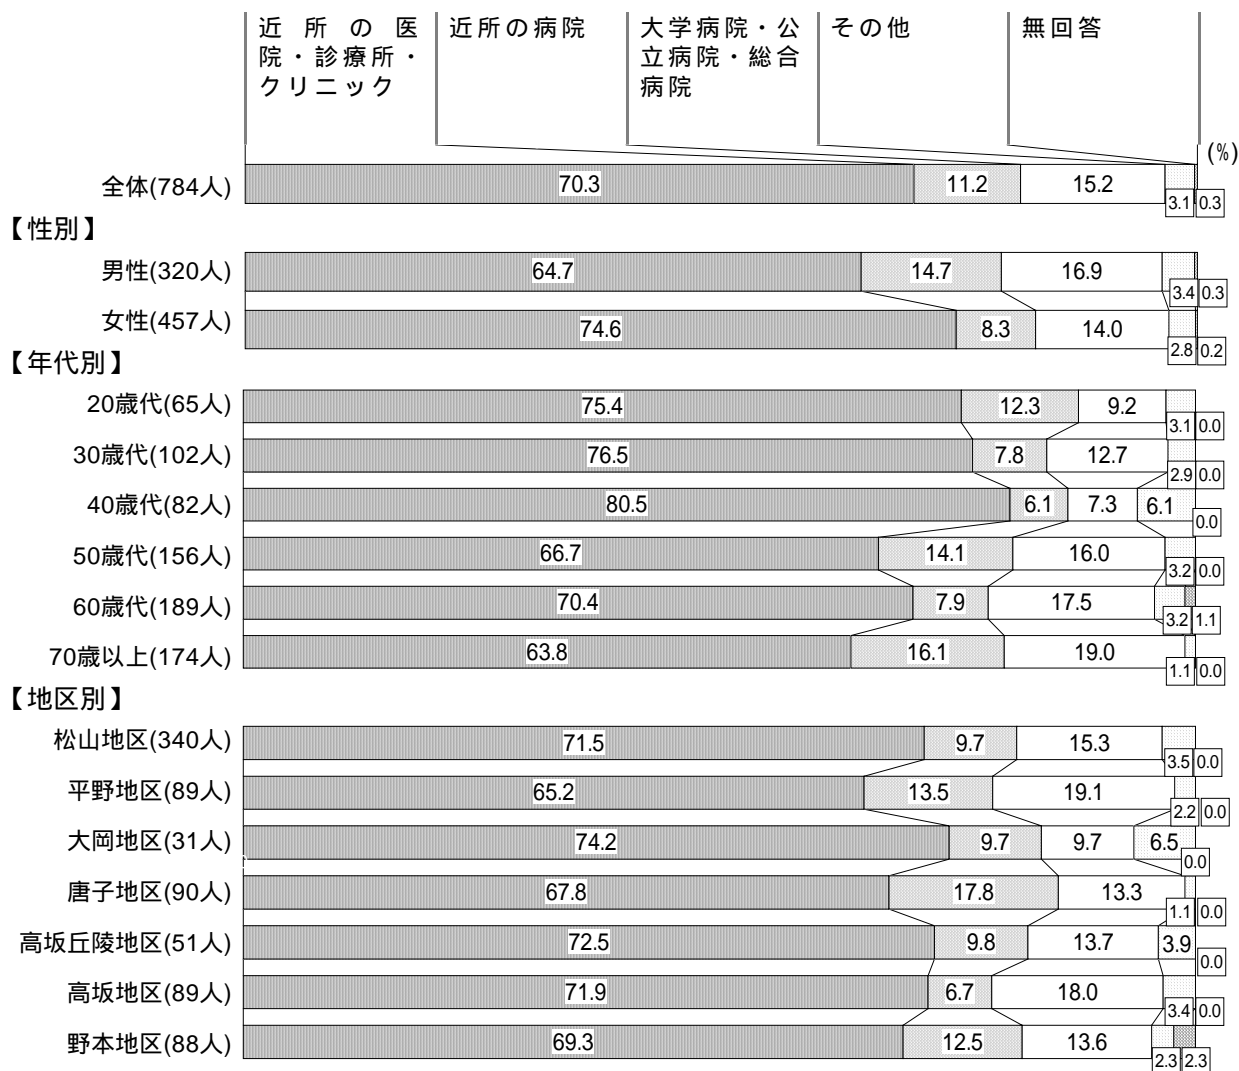 近所の医院・診療所・クリニック
近所の病院
大学病院・公立病院・総合病院
その他
無回答
(%)
全体(784人) 70.3 11.2 15.2 3.1 0.3
【性別】
男性(320人) 64.7 14.7 16.9 3.4 0.3
女性(457人) 74.6 8.3 14.0 2.8 0.2
【年代別】
20歳代(65人) 75.4 12.3 9.2 3.1 0.0
30歳代(102人) 76.5 7.8 12.7 2.9 0.0
40歳代(82人) 80.5 6.1 7.3 6.1 0.0
50歳代(156人) 66.7 14.1 16.0 3.2 0.0
60歳代(189人) 70.4 7.9 17.5 3.2 1.1
70歳以上(174人) 63.8 16.1 19.0 1.1 0.0
【地区別】
松山地区(340人) 71.5 9.7 15.3 3.5 0.0
平野地区(89人) 65.2 13.5 19.1 2.2 0.0
大岡地区(31人) 74.2 9.7 9.7 6.5 0.0
唐子地区(90人) 67.8 17.8 13.3 1.1 0.0
高坂丘陵地区(51人) 72.5 9.8 13.7 3.9 0.0
高坂地区(89人) 71.9 6.7 18.0 3.4 0.0
野本地区(88人) 69.3 12.5 13.6 2.3 2.3